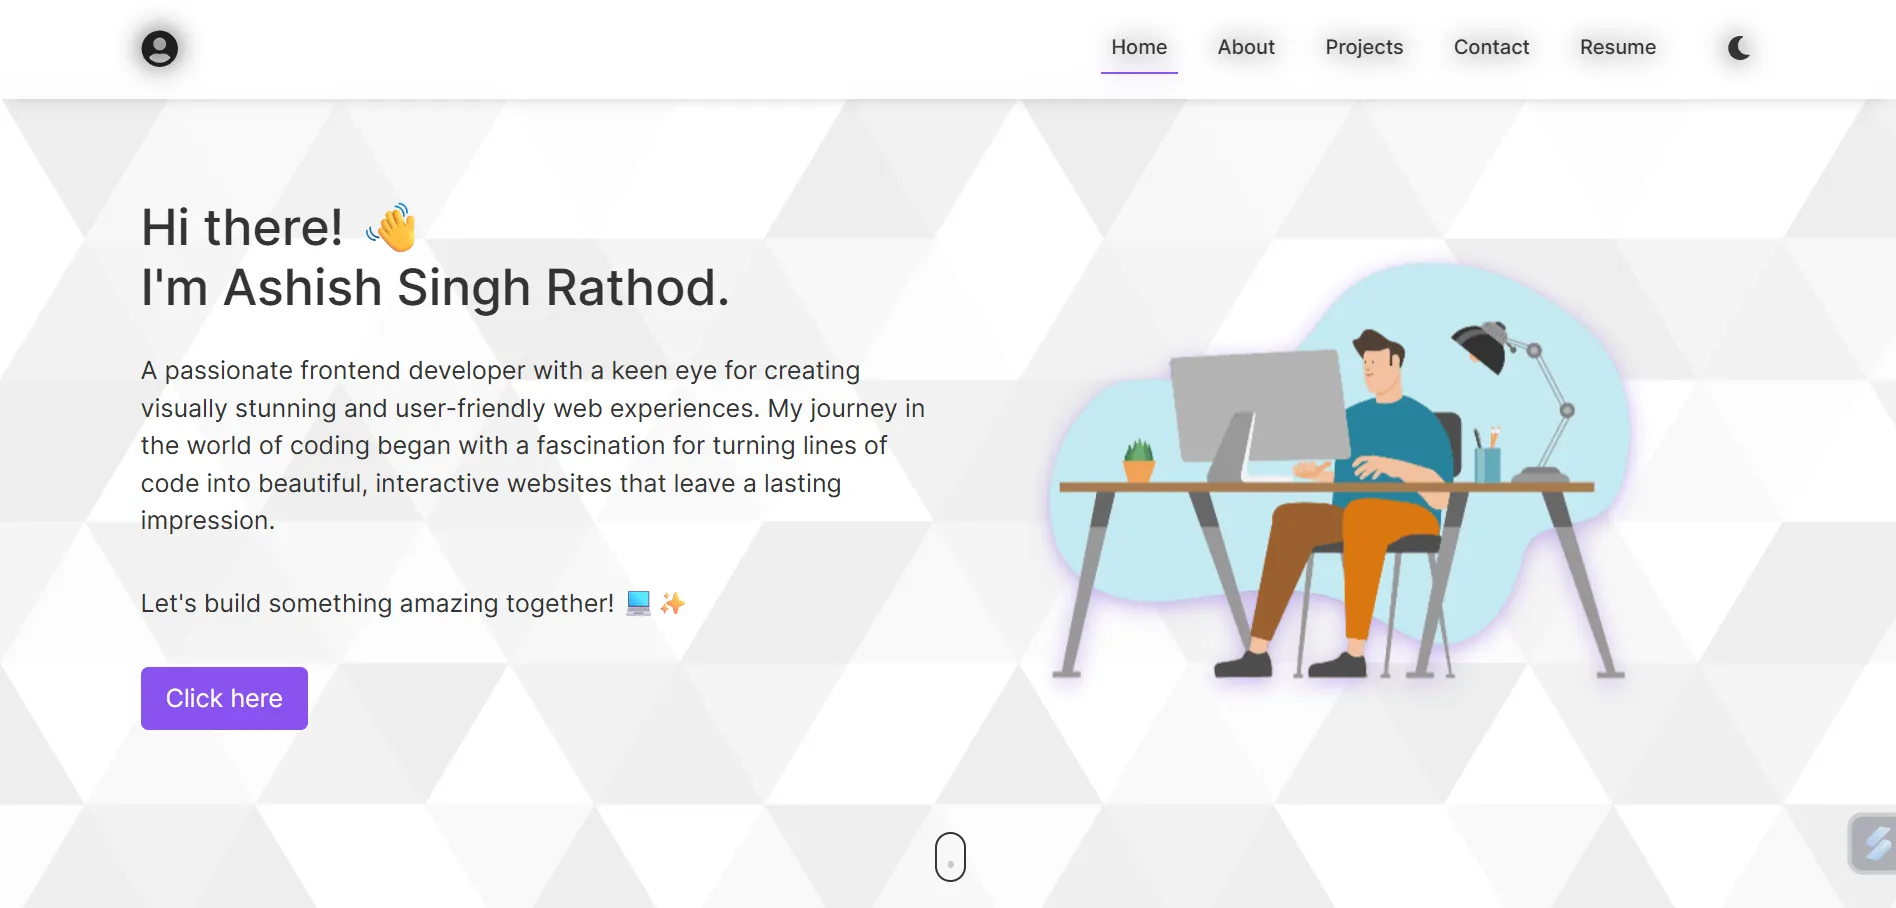 Home About Projects Contact Resume
Hi there! 👋
I'm Ashish Singh Rathod.
A passionate frontend developer with a keen eye for creating
visually stunning and user-friendly web experiences. My journey in
the world of coding began with a fascination for turning lines of
code into beautiful, interactive websites that leave a lasting
impression.
Let's build something amazing together! 💻 ✨
Click here